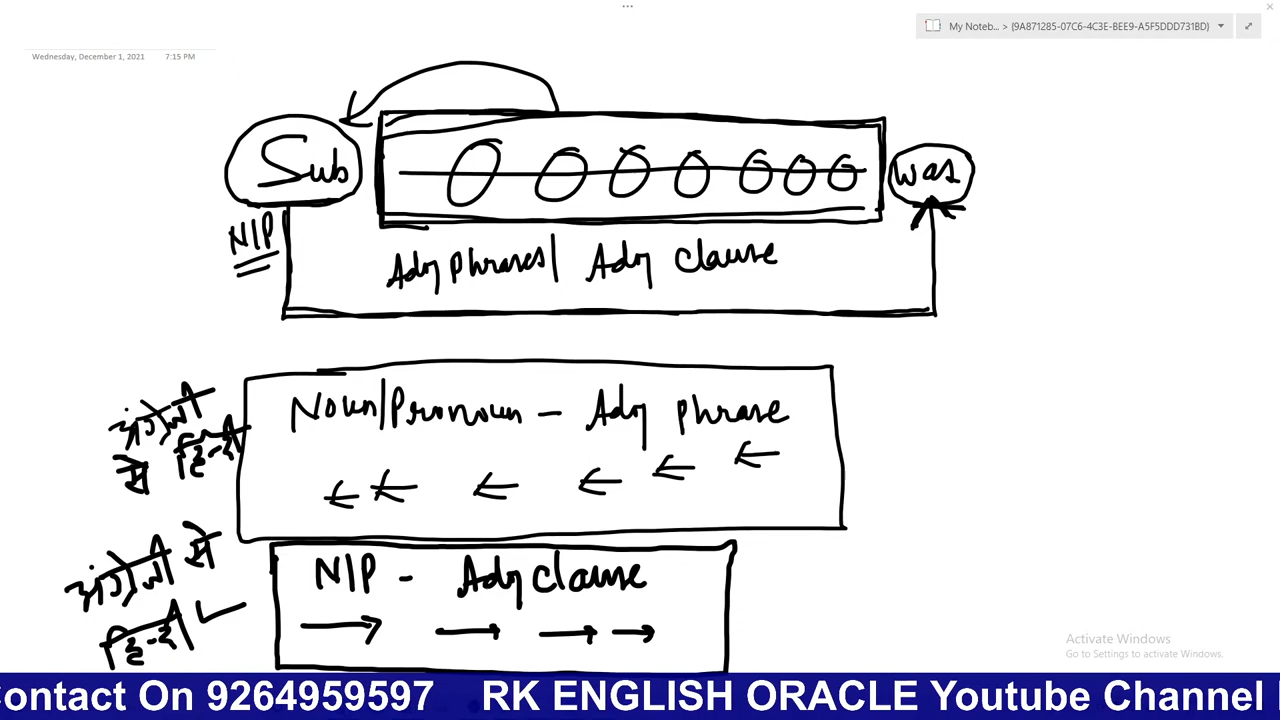 My Noteb... > {9A871285-07C6-4C3E-BEE9-A5F5DDD731BD}
Wednesday, December 1, 2021 7:15 PM
Sub
was
N/P
Adj Phrases/ Adj Clause
Noun/Pronoun - Adj phrase
अंग्रेजी
से हिन्दी
N/P - Adj clause
अंग्रेजी से
हिन्दी
Activate Windows
Go to Settings to activate Windows.
Contact On 9264959597 RK ENGLISH ORACLE Youtube Channel